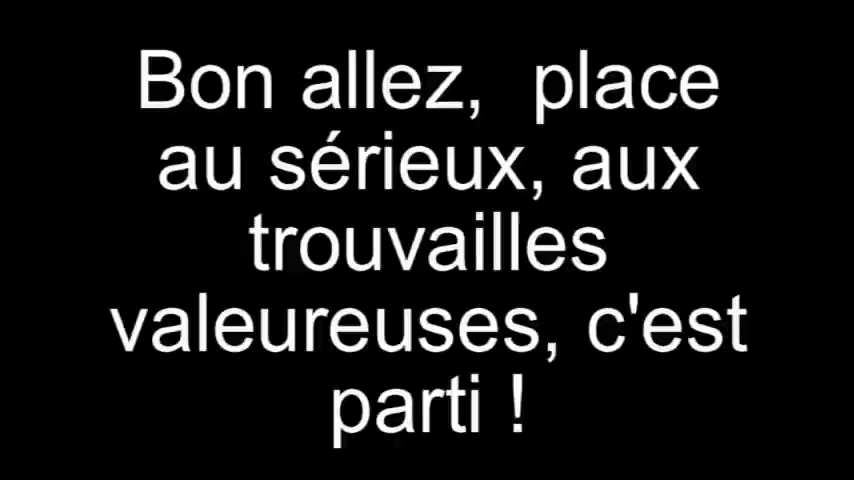 Bon allez,  place
au sérieux, aux
trouvailles
valeureuses, c'est
parti !